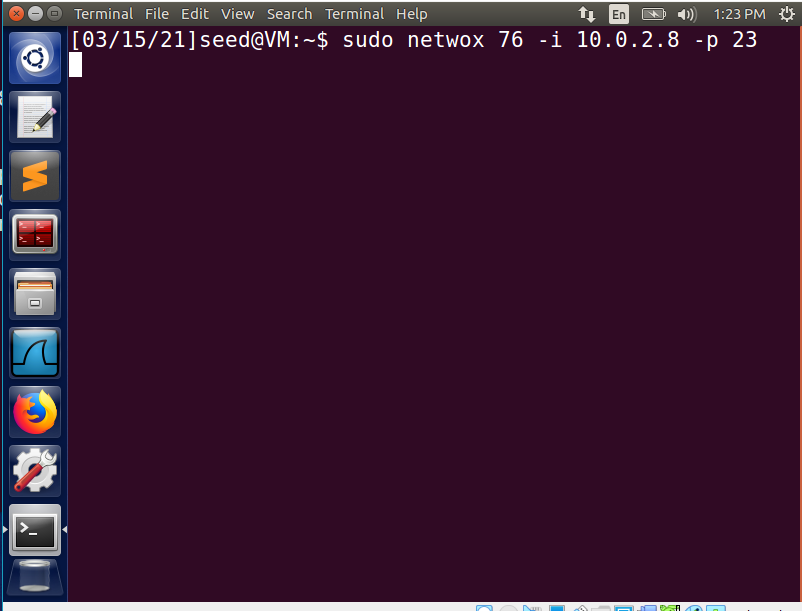 Terminal File Edit View Search Terminal Help En 1:23 PM
[03/15/21]seed@VM:~$ sudo netwox 76 -i 10.0.2.8 -p 23